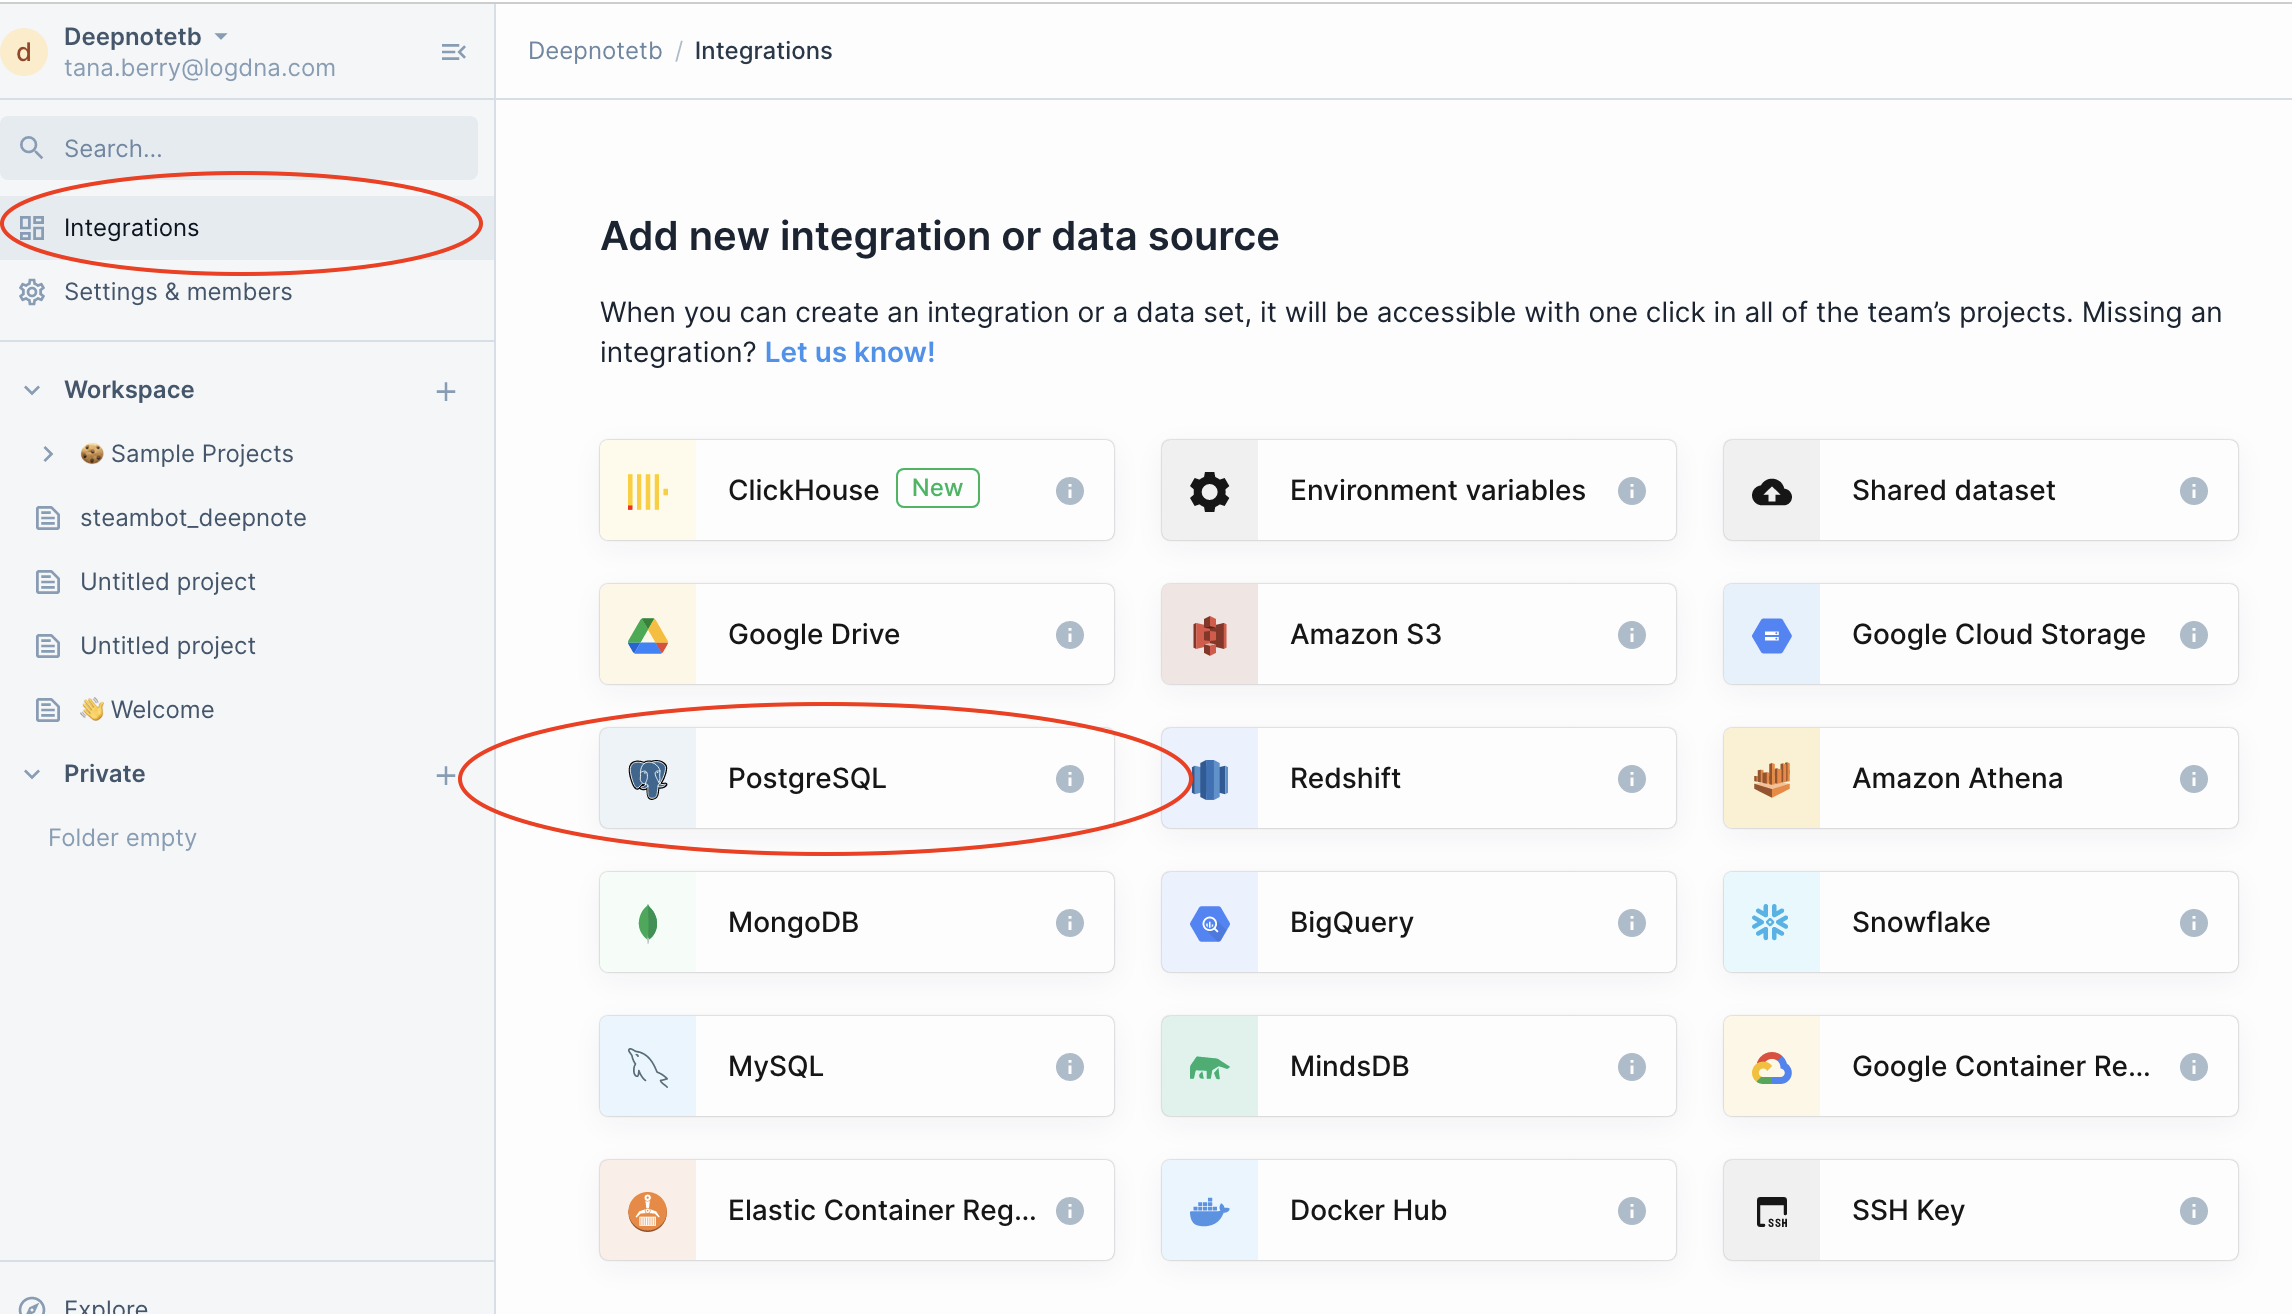 d
Deepnotetb
tana.berry@logdna.com
Search...
Integrations
Settings & members
Workspace
Sample Projects
steambot_deepnote
Untitled project
Untitled project
Welcome
Private
Folder empty
Explore
Deepnotetb / Integrations
Add new integration or data source
When you can create an integration or a data set, it will be accessible with one click in all of the team’s projects. Missing an
integration? Let us know!
ClickHouse New
Environment variables
Shared dataset
Google Drive
Amazon S3
Google Cloud Storage
PostgreSQL
Redshift
Amazon Athena
MongoDB
BigQuery
Snowflake
MySQL
MindsDB
Google Container Re...
Elastic Container Reg...
Docker Hub
SSH
SSH Key